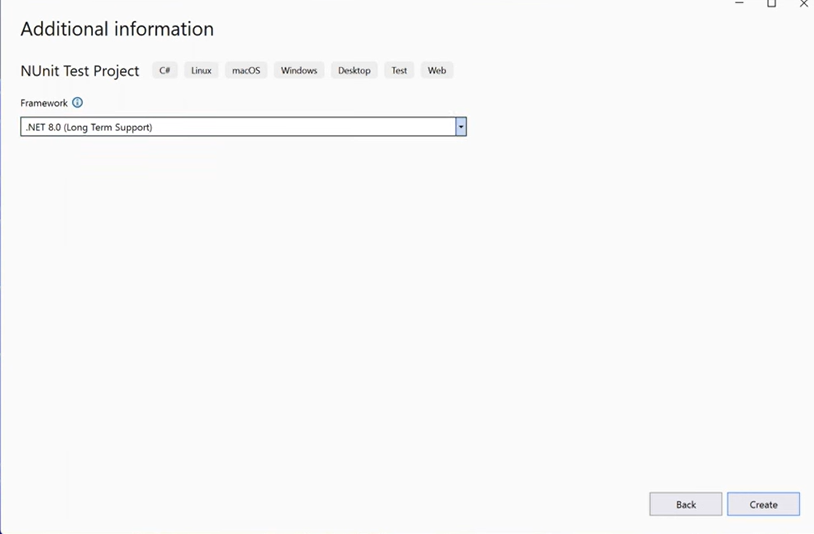 Additional information
NUnit Test Project C# Linux macOS Windows Desktop Test Web
Framework
.NET 8.0 (Long Term Support)
Back Create